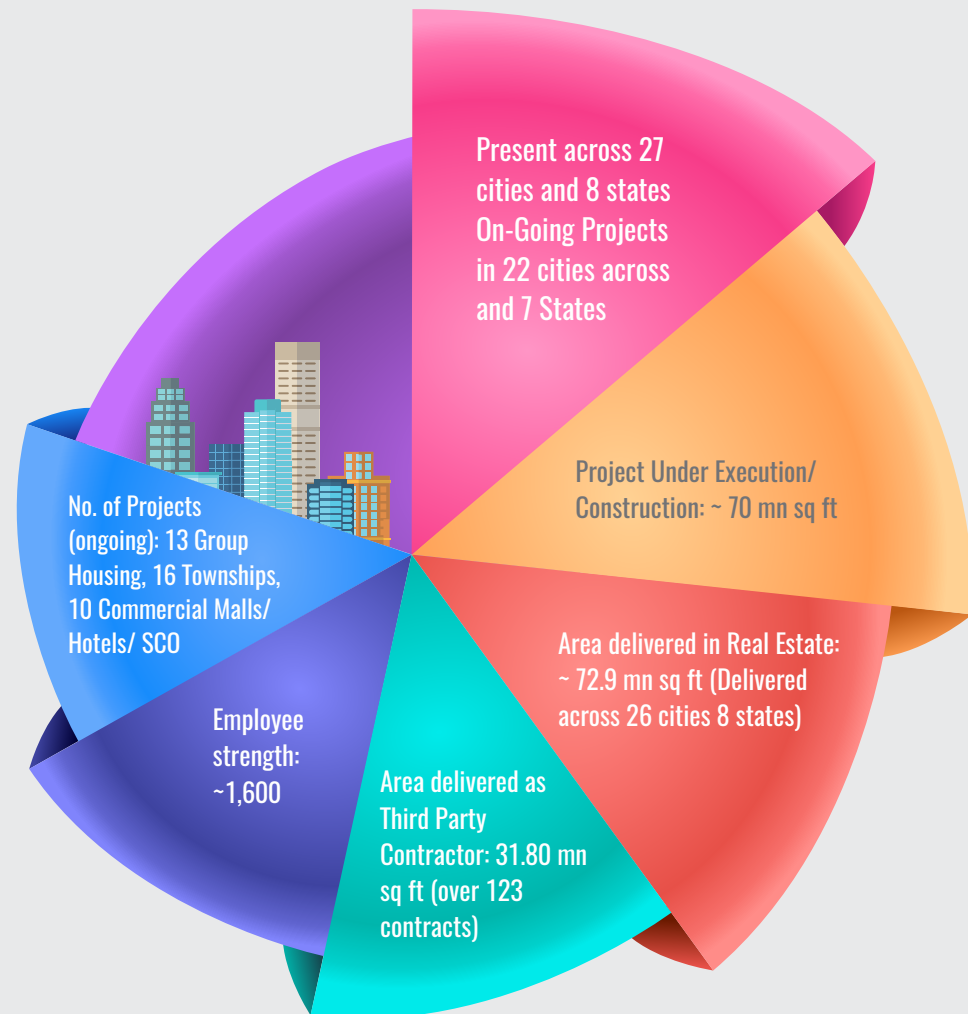 Present across 27
cities and 8 states
On-Going Projects
in 22 cities across
and 7 States
Project Under Execution/
Construction: ~ 70 mn sq ft
Area delivered in Real Estate:
~ 72.9 mn sq ft (Delivered
across 26 cities 8 states)
Area delivered as
Third Party
Contractor: 31.80 mn
sq ft (over 123
contracts)
Employee
strength:
~1,600
No. of Projects
(ongoing): 13 Group
Housing, 16 Townships,
10 Commercial Malls/
Hotels/ SCO